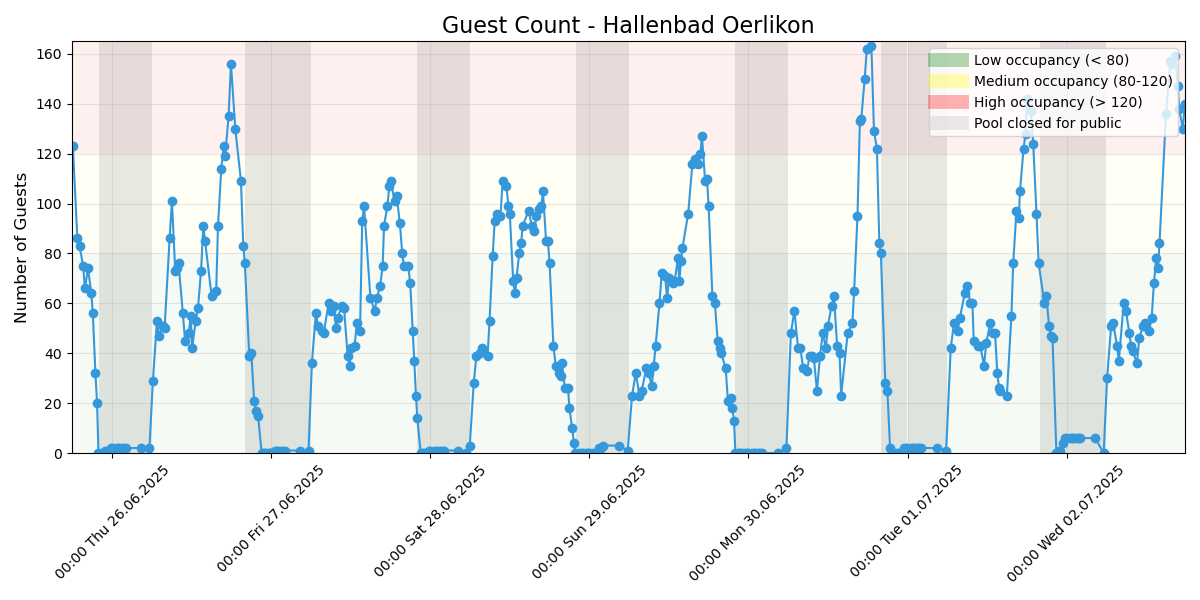 Guest Count - Hallenbad Oerlikon
Number of Guests
160
140
120
100
80
60
40
20
0
Low occupancy (< 80)
Medium occupancy (80-120)
High occupancy (> 120)
Pool closed for public
00:00 Thu 26.06.2025
00:00 Fri 27.06.2025
00:00 Sat 28.06.2025
00:00 Sun 29.06.2025
00:00 Mon 30.06.2025
00:00 Tue 01.07.2025
00:00 Wed 02.07.2025